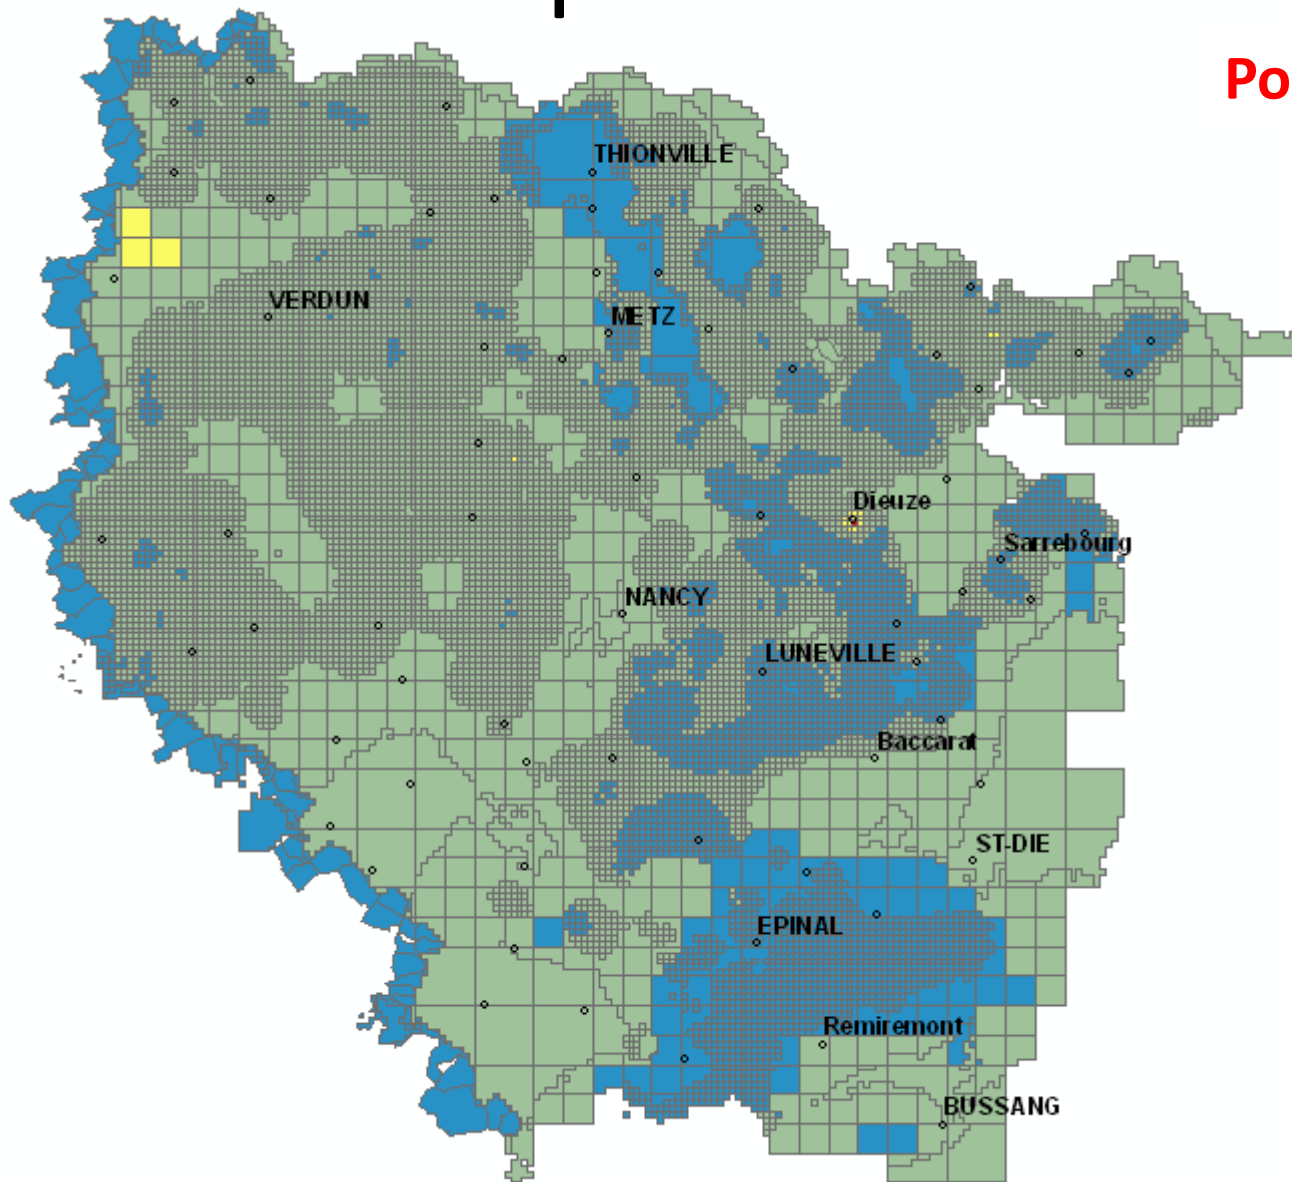 Po
THIONVILLE
VERDUN
METZ
Dieuze
Sarrebourg
NANCY
LUNEVILLE
Baccarat
ST-DIE
EPINAL
Remiremont
BUSSANG